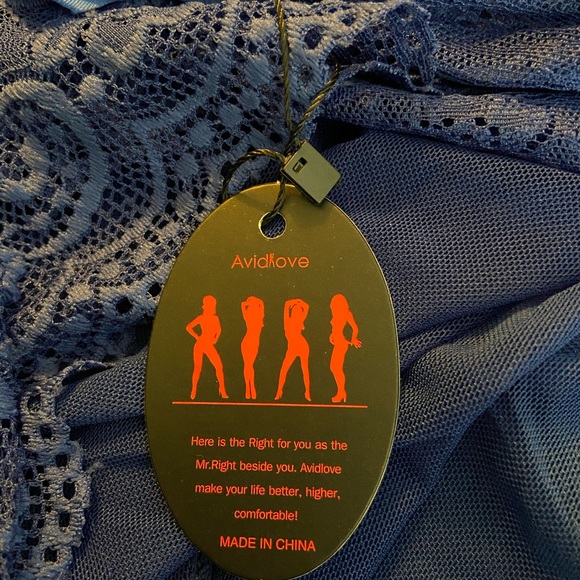 Avidlove
Here is the Right for you as the
Mr.Right beside you. Avidlove
make your life better, higher,
comfortable!
MADE IN CHINA